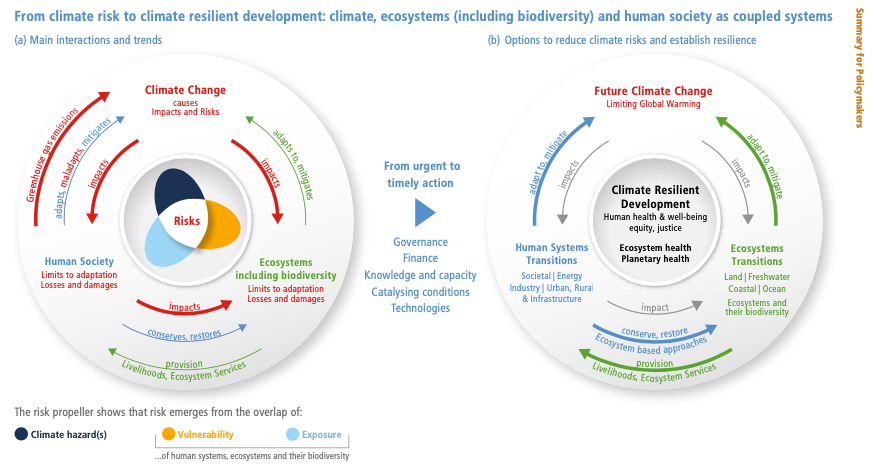 From climate risk to climate resilient development: climate, ecosystems (including biodiversity) and human society as coupled systems
Summary for Policymakers
(a) Main interactions and trends
Climate Change
causes
Impacts and Risks
Greenhouse gas emissions
adapts, maladapts, mitigates
impacts
impacts
adapts to, mitigates
Risks
Human Society
Limits to adaptation
Losses and damages
Ecosystems
including biodiversity
Limits to adaptation
Losses and damages
impacts
conserves, restores
provision
Livelihoods, Ecosystem Services
From urgent to
timely action
Governance
Finance
Knowledge and capacity
Catalysing conditions
Technologies
(b) Options to reduce climate risks and establish resilience
Future Climate Change
Limiting Global Warming
adapt to, mitigate
impacts
impacts
adapt to, mitigate
Climate Resilient
Development
Human health & well-being
equity, justice
Ecosystem health
Planetary health
Human Systems
Transitions
Societal | Energy
Industry | Urban, Rural
& Infrastructure
Ecosystems
Transitions
Land | Freshwater
Coastal | Ocean
Ecosystems and
their biodiversity
impact
conserve, restore
Ecosystem based approaches
provision
Livelihoods, Ecosystem Services
The risk propeller shows that risk emerges from the overlap of:
Climate hazard(s)
Vulnerability
Exposure
...of human systems, ecosystems and their biodiversity